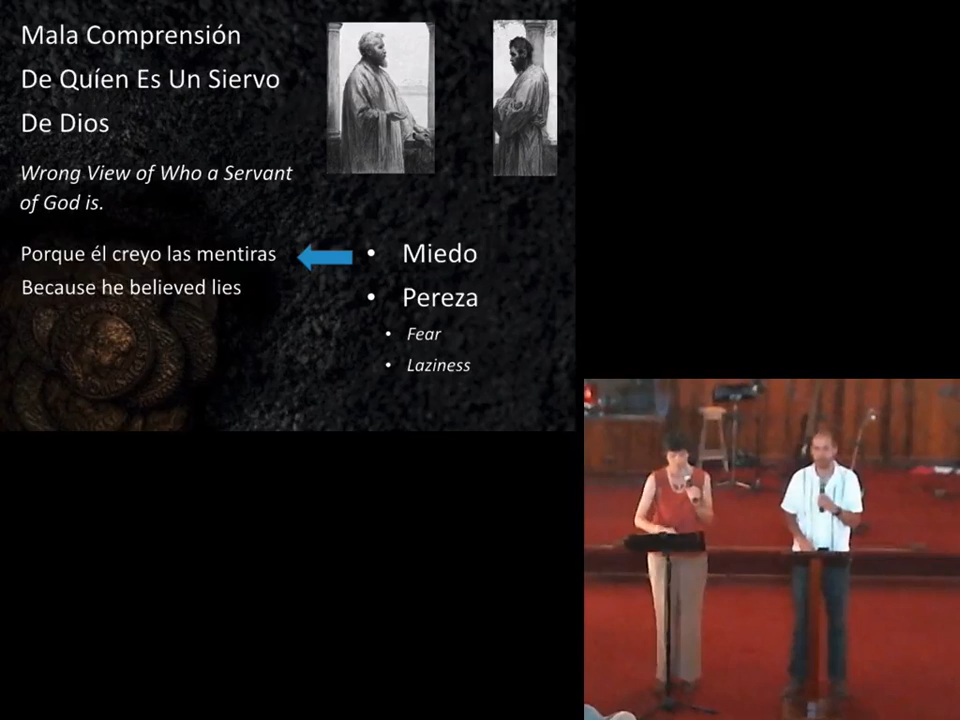 Mala Comprensión
De Quíen Es Un Siervo
De Dios
Wrong View of Who a Servant
of God is.
Porque él creyo las mentiras
Because he believed lies
• Miedo
• Pereza
• Fear
• Laziness